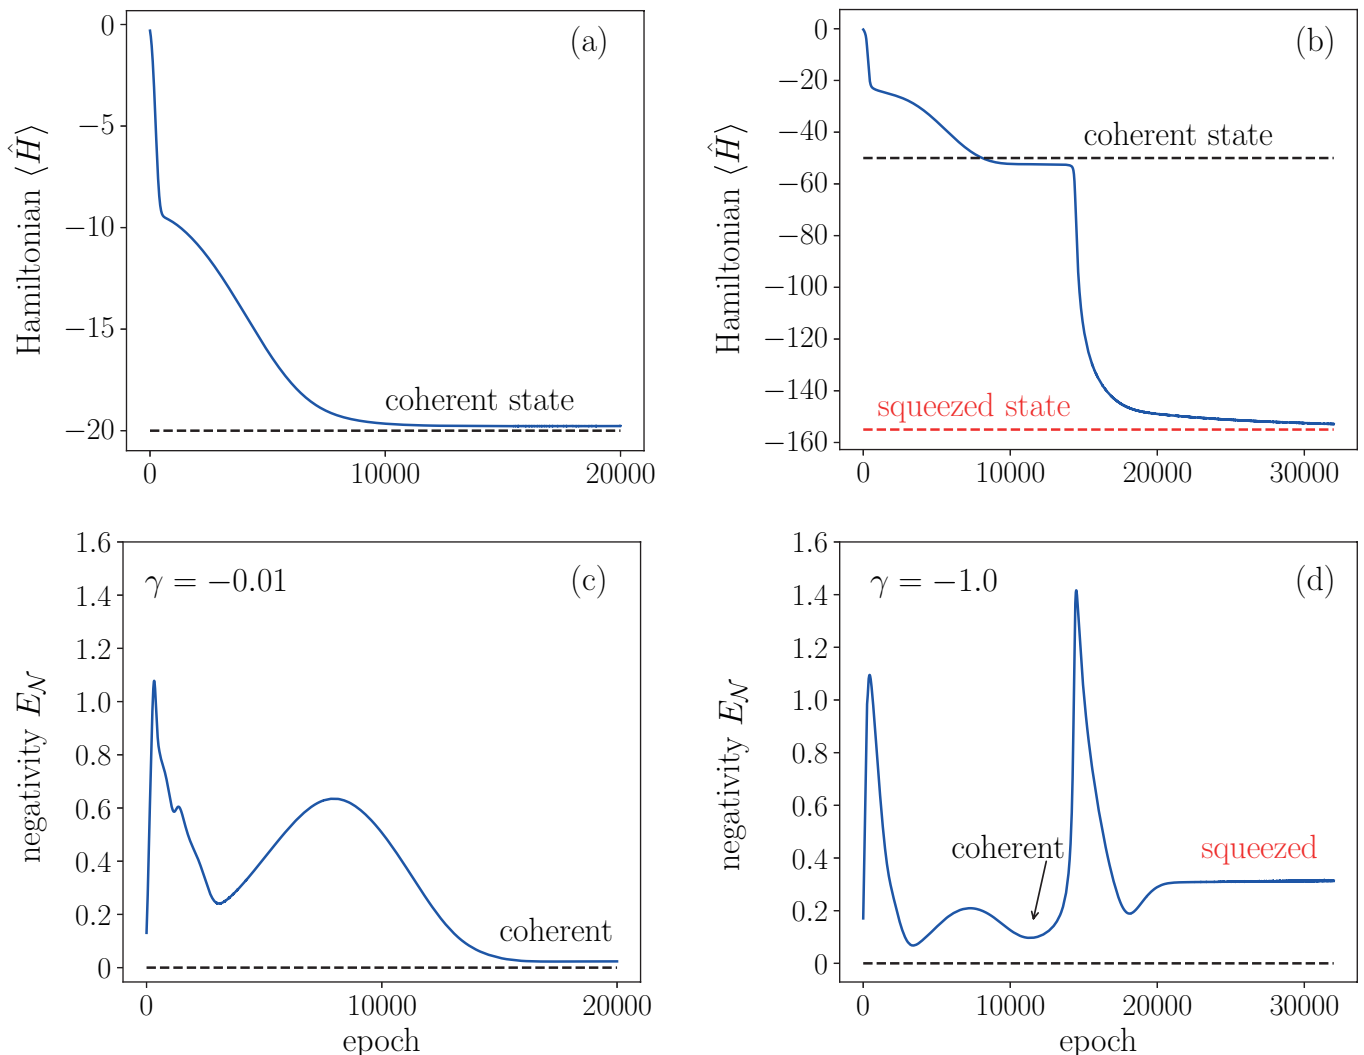 (a)
Hamiltonian ⟨Ĥ⟩
0
−5
−10
−15
−20
coherent state
0
10000
20000
(b)
Hamiltonian ⟨Ĥ⟩
0
−20
−40
−60
−80
−100
−120
−140
−160
coherent state
squeezed state
0
10000
20000
30000
(c)
γ = −0.01
negativity E𝒩
1.6
1.4
1.2
1.0
0.8
0.6
0.4
0.2
0
coherent
0
10000
20000
epoch
(d)
γ = −1.0
negativity E𝒩
1.6
1.4
1.2
1.0
0.8
0.6
0.4
0.2
0
coherent
squeezed
0
10000
20000
30000
epoch